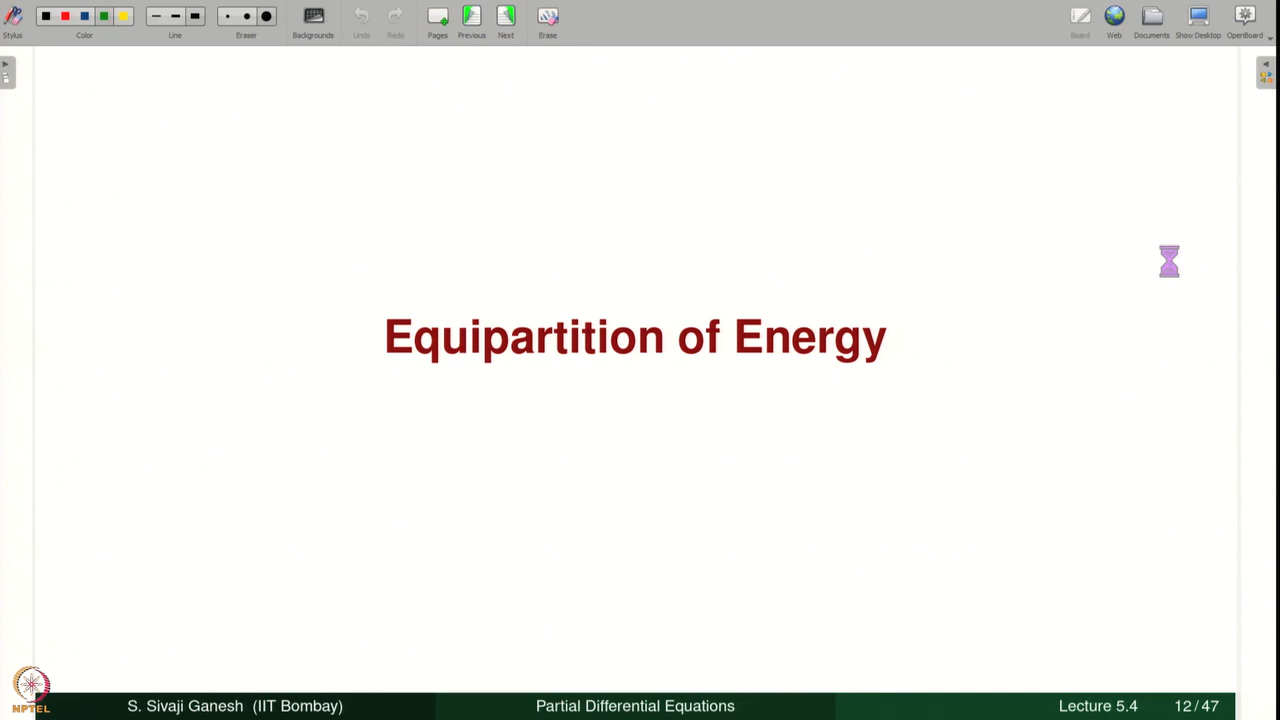 Stylus Color Line Eraser Backgrounds Undo Redo Pages Previous Next Erase Board Web Documents Show Desktop OpenBoard
Equipartition of Energy
NPTEL
S. Sivaji Ganesh (IIT Bombay) Partial Differential Equations Lecture 5.4 12/47